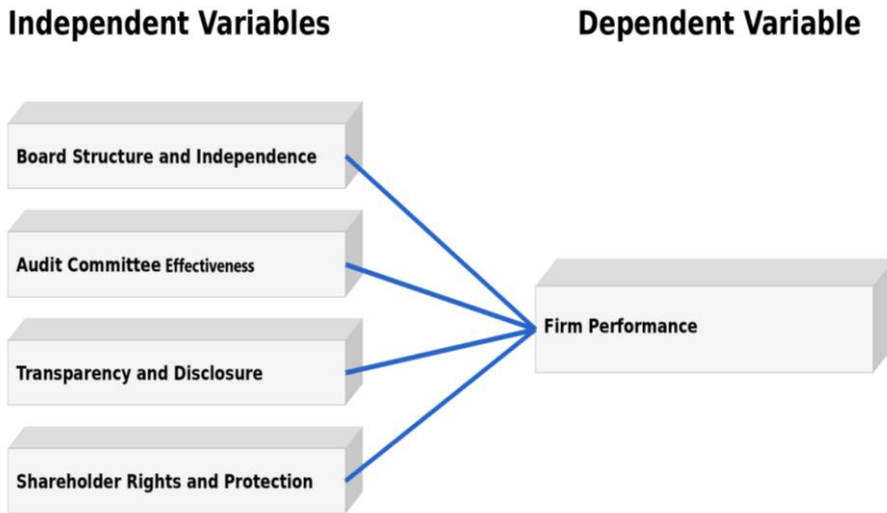 Independent Variables
Dependent Variable
Board Structure and Independence
Audit Committee Effectiveness
Transparency and Disclosure
Shareholder Rights and Protection
Firm Performance